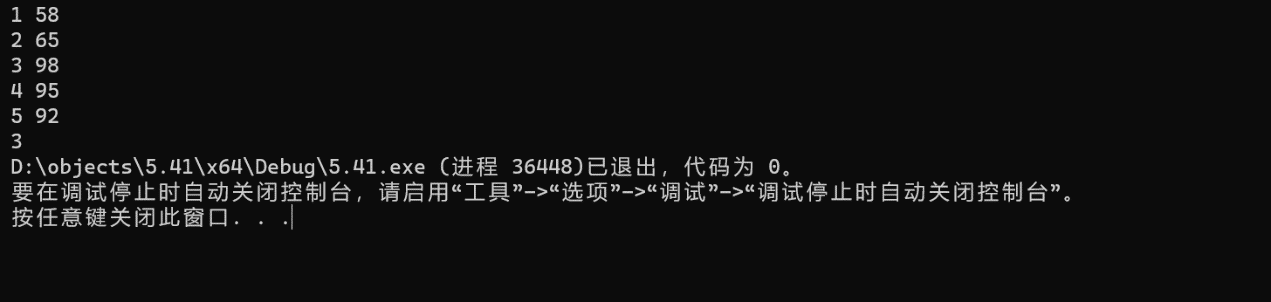 1 58
2 65
3 98
4 95
5 92
3
D:\objects\5.41\x64\Debug\5.41.exe (进程 36448)已退出，代码为 0。
要在调试停止时自动关闭控制台，请启用“工具”->“选项”->“调试”->“调试停止时自动关闭控制台”。
按任意键关闭此窗口. . .